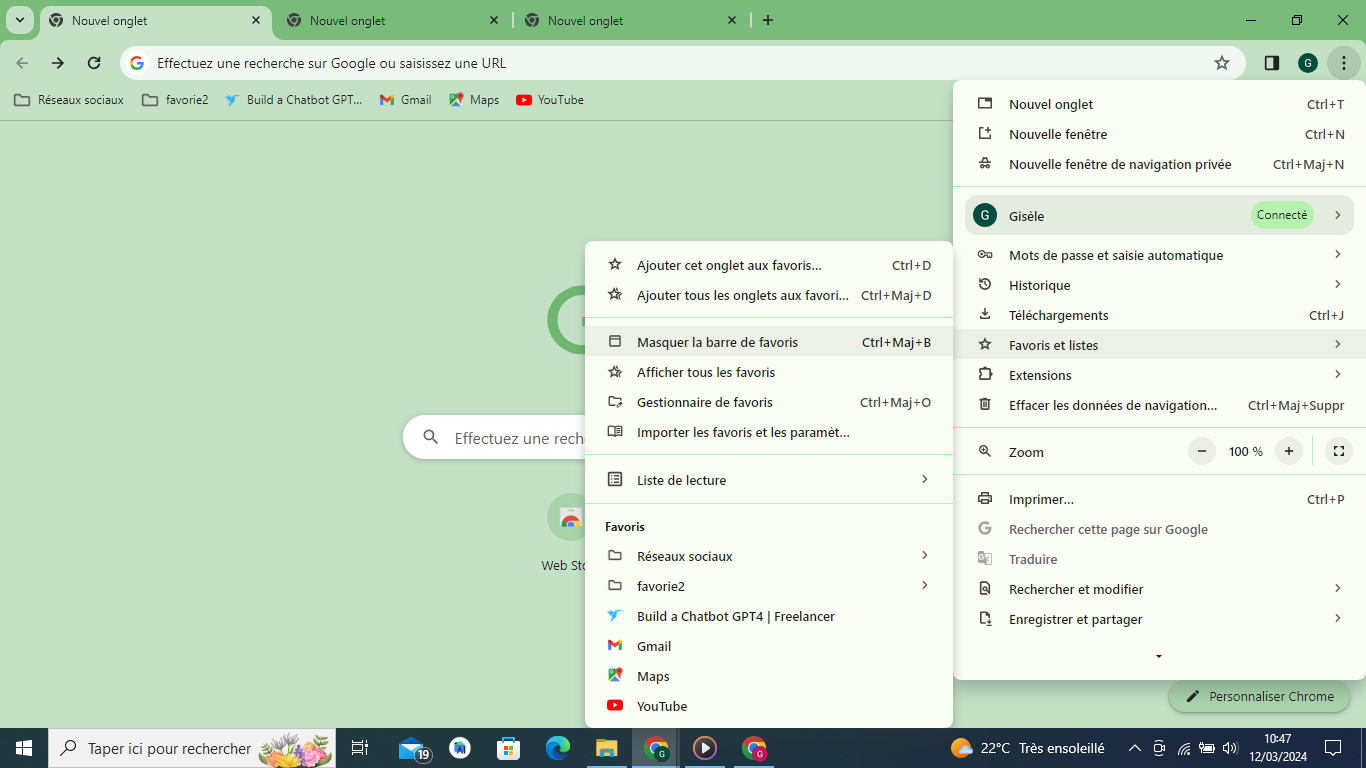 Nouvel onglet
Nouvel onglet
Nouvel onglet
Effectuez une recherche sur Google ou saisissez une URL
G
Réseaux sociaux
favorie2
Build a Chatbot GPT...
Gmail
Maps
YouTube
Nouvel onglet Ctrl+T
Nouvelle fenêtre Ctrl+N
Nouvelle fenêtre de navigation privée Ctrl+Maj+N
G Gisèle Connecté
Mots de passe et saisie automatique
Historique
Téléchargements Ctrl+J
Favoris et listes
Extensions
Effacer les données de navigation... Ctrl+Maj+Suppr
Zoom 100 %
Imprimer... Ctrl+P
Rechercher cette page sur Google
Traduire
Rechercher et modifier
Enregistrer et partager
Ajouter cet onglet aux favoris... Ctrl+D
Ajouter tous les onglets aux favori... Ctrl+Maj+D
Masquer la barre de favoris Ctrl+Maj+B
Afficher tous les favoris
Gestionnaire de favoris Ctrl+Maj+O
Importer les favoris et les paramèt...
Liste de lecture
Favoris
Réseaux sociaux
favorie2
Build a Chatbot GPT4 | Freelancer
Gmail
Maps
YouTube
Effectuez une rech
Web Sto
Personnaliser Chrome
Taper ici pour rechercher
19
G
G
22°C Très ensoleillé
10:47
12/03/2024